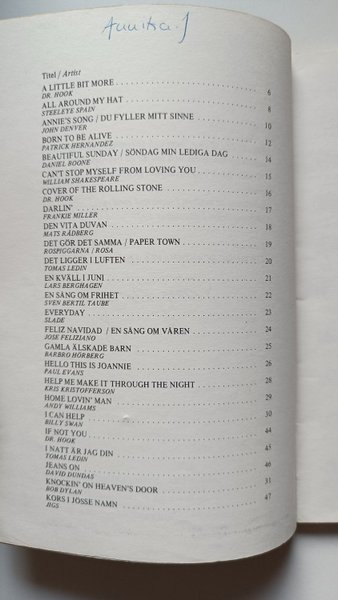 Annika J
Titel / Artist
A LITTLE BIT MORE 6
DR. HOOK
ALL AROUND MY HAT 8
STEELEYE SPAIN
ANNIE'S SONG / DU FYLLER MITT SINNE 10
JOHN DENVER
BORN TO BE ALIVE 12
PATRICK HERNANDEZ
BEAUTIFUL SUNDAY / SÖNDAG MIN LEDIGA DAG 14
DANIEL BOONE
CAN'T STOP MYSELF FROM LOVING YOU 15
WILLIAM SHAKESPEARE
COVER OF THE ROLLING STONE 16
DR. HOOK
DARLIN' 17
FRANKIE MILLER
DEN VITA DUVAN 18
MATS RÅDBERG
DET GÖR DET SAMMA / PAPER TOWN 19
ROSPIGGARNA / ROSA
DET LIGGER I LUFTEN 20
TOMAS LEDIN
EN KVÄLL I JUNI 21
LARS BERGHAGEN
EN SÅNG OM FRIHET 22
SVEN BERTIL TAUBE
EVERYDAY 23
SLADE
FELIZ NAVIDAD / EN SÅNG OM VÅREN 24
JOSE FELIZIANO
GAMLA ÄLSKADE BARN 25
BARBRO HÖRBERG
HELLO THIS IS JOANNIE 26
PAUL EVANS
HELP ME MAKE IT THROUGH THE NIGHT 28
KRIS KRISTOFFERSON
HOME LOVIN' MAN 29
ANDY WILLIAMS
I CAN HELP 30
BILLY SWAN
IF NOT YOU 44
DR. HOOK
I NATT ÄR JAG DIN 45
TOMAS LEDIN
JEANS ON 46
DAVID DUNDAS
KNOCKIN' ON HEAVEN'S DOOR 31
BOB DYLAN
KORS I JÖSSE NAMN 47
JIGS